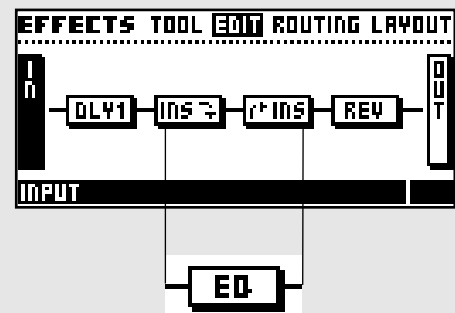 EFFECTS TOOL EDIT ROUTING LAYOUT
In DLY1 INS INS REV OUT
INPUT
EQ